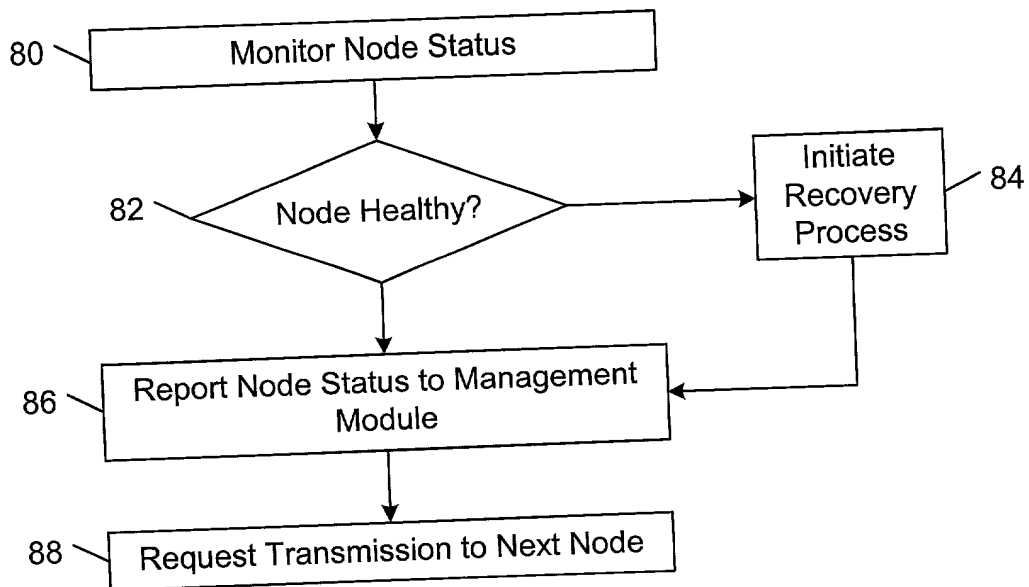 80
Monitor Node Status
82
Node Healthy?
Initiate
Recovery
Process
84
86
Report Node Status to Management
Module
88
Request Transmission to Next Node